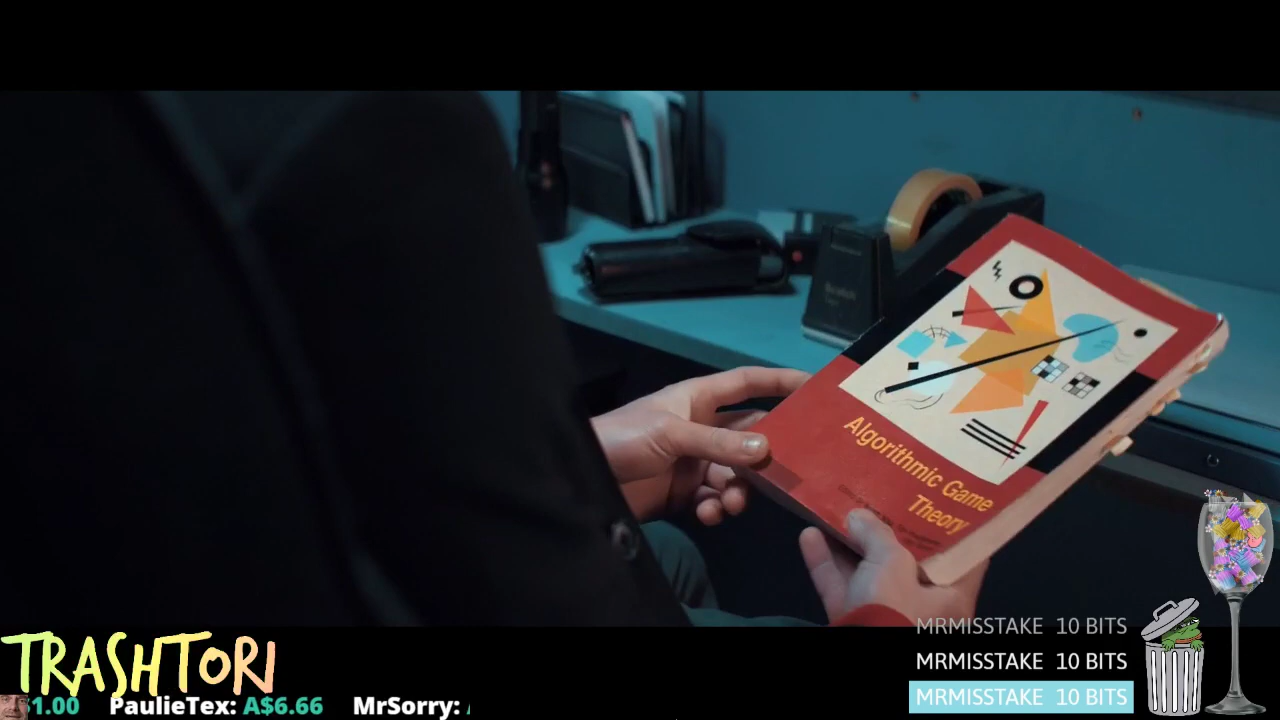 Algorithmic Game
Theory
MRMISSTAKE 10 BITS
MRMISSTAKE 10 BITS
MRMISSTAKE 10 BITS
TRASHTORI
$1.00 PaulieTex: A$6.66 MrSorry: